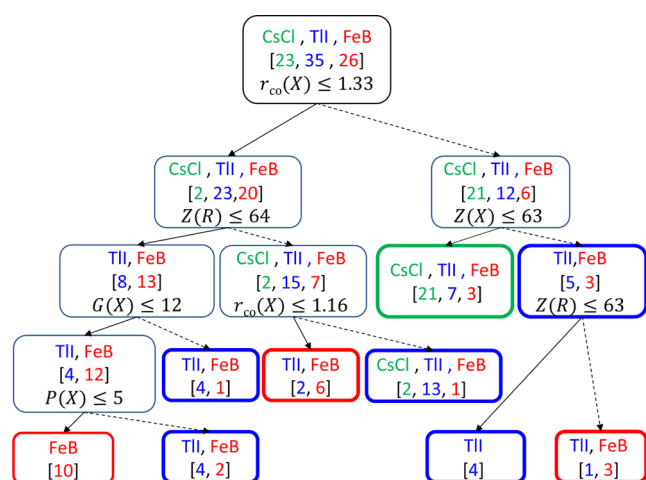 CsCl , TlI , FeB
[23, 35 , 26]
r_co(X) ≤ 1.33
CsCl , TlI , FeB
[2, 23,20]
Z(R) ≤ 64
CsCl , TlI , FeB
[21, 12,6]
Z(X) ≤ 63
TlI, FeB
[8, 13]
G(X) ≤ 12
CsCl , TlI , FeB
[2, 15, 7]
r_co(X) ≤ 1.16
CsCl , TlI , FeB
[21, 7, 3]
TlI,FeB
[5, 3]
Z(R) ≤ 63
TlI, FeB
[4, 12]
P(X) ≤ 5
TlI, FeB
[4, 1]
TlI, FeB
[2, 6]
CsCl , TlI , FeB
[2, 13, 1]
FeB
[10]
TlI, FeB
[4, 2]
TlI
[4]
TlI, FeB
[1, 3]